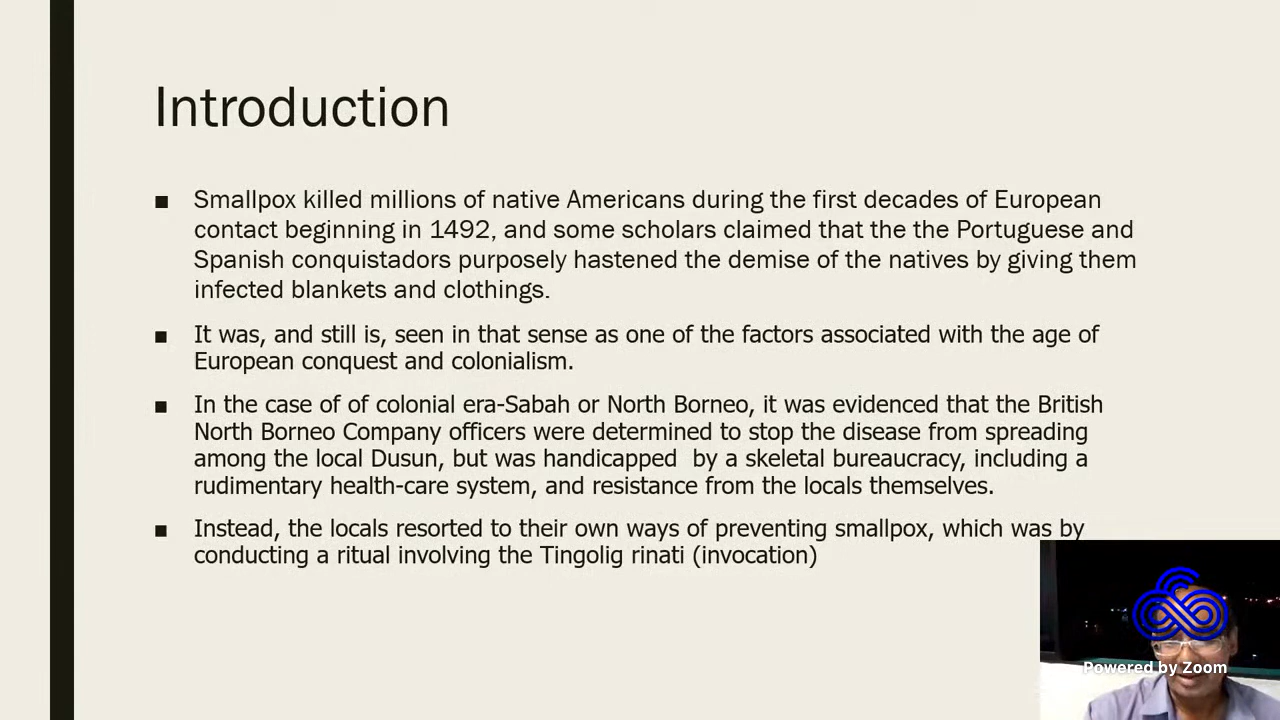 Introduction
■ Smallpox killed millions of native Americans during the first decades of European
contact beginning in 1492, and some scholars claimed that the the Portuguese and
Spanish conquistadors purposely hastened the demise of the natives by giving them
infected blankets and clothings.
■ It was, and still is, seen in that sense as one of the factors associated with the age of
European conquest and colonialism.
■ In the case of of colonial era-Sabah or North Borneo, it was evidenced that the British
North Borneo Company officers were determined to stop the disease from spreading
among the local Dusun, but was handicapped  by a skeletal bureaucracy, including a
rudimentary health-care system, and resistance from the locals themselves.
■ Instead, the locals resorted to their own ways of preventing smallpox, which was by
conducting a ritual involving the Tingolig rinati (invocation)
Powered by Zoom